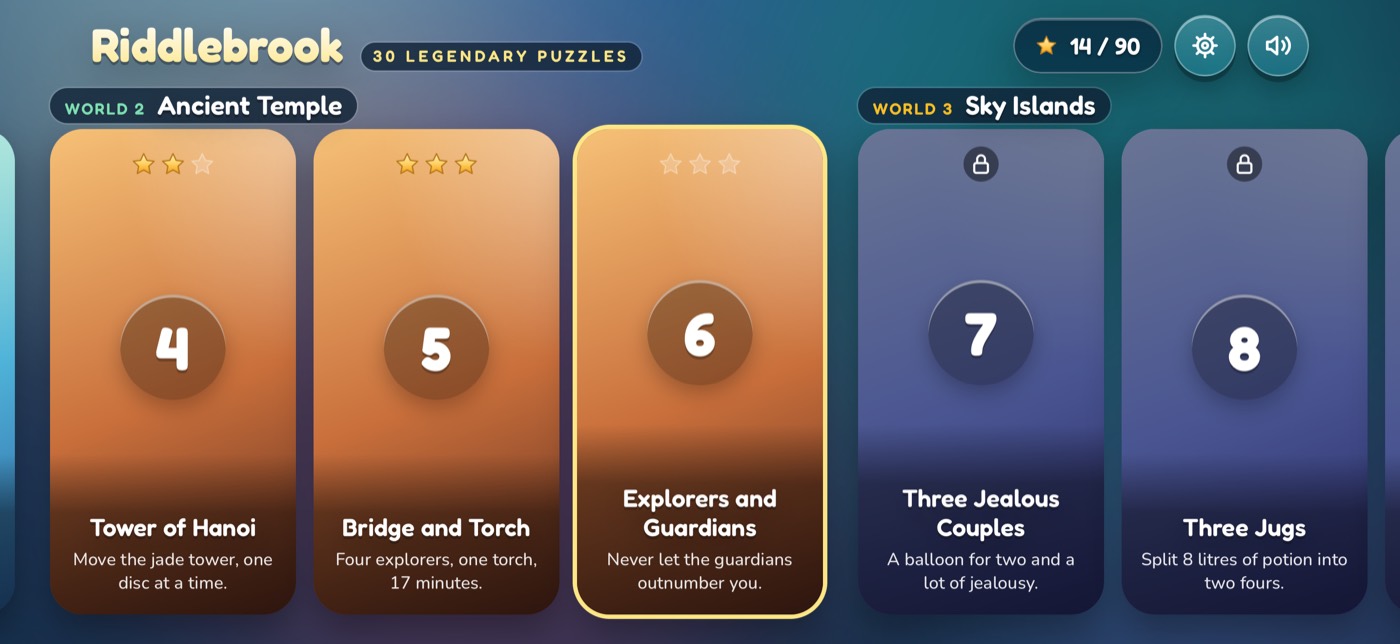 Riddlebrook
30 LEGENDARY PUZZLES
14 / 90
WORLD 2 Ancient Temple
WORLD 3 Sky Islands
4
Tower of Hanoi
Move the jade tower, one
disc at a time.
5
Bridge and Torch
Four explorers, one torch,
17 minutes.
6
Explorers and
Guardians
Never let the guardians
outnumber you.
7
Three Jealous
Couples
A balloon for two and a
lot of jealousy.
8
Three Jugs
Split 8 litres of potion into
two fours.